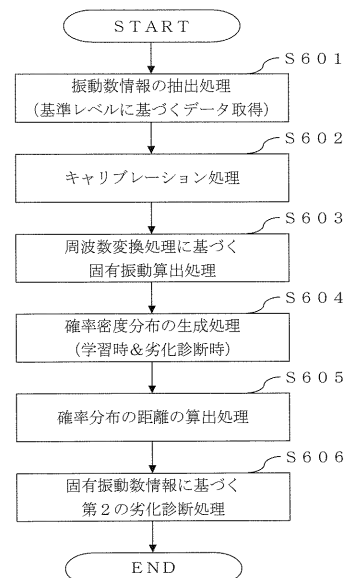 ＳＴＡＲＴ
Ｓ６０１
振動数情報の抽出処理
（基準レベルに基づくデータ取得）
Ｓ６０２
キャリブレーション処理
Ｓ６０３
周波数変換処理に基づく
固有振動算出処理
Ｓ６０４
確率密度分布の生成処理
（学習時＆劣化診断時）
Ｓ６０５
確率分布の距離の算出処理
Ｓ６０６
固有振動数情報に基づく
第２の劣化診断処理
ＥＮＤ